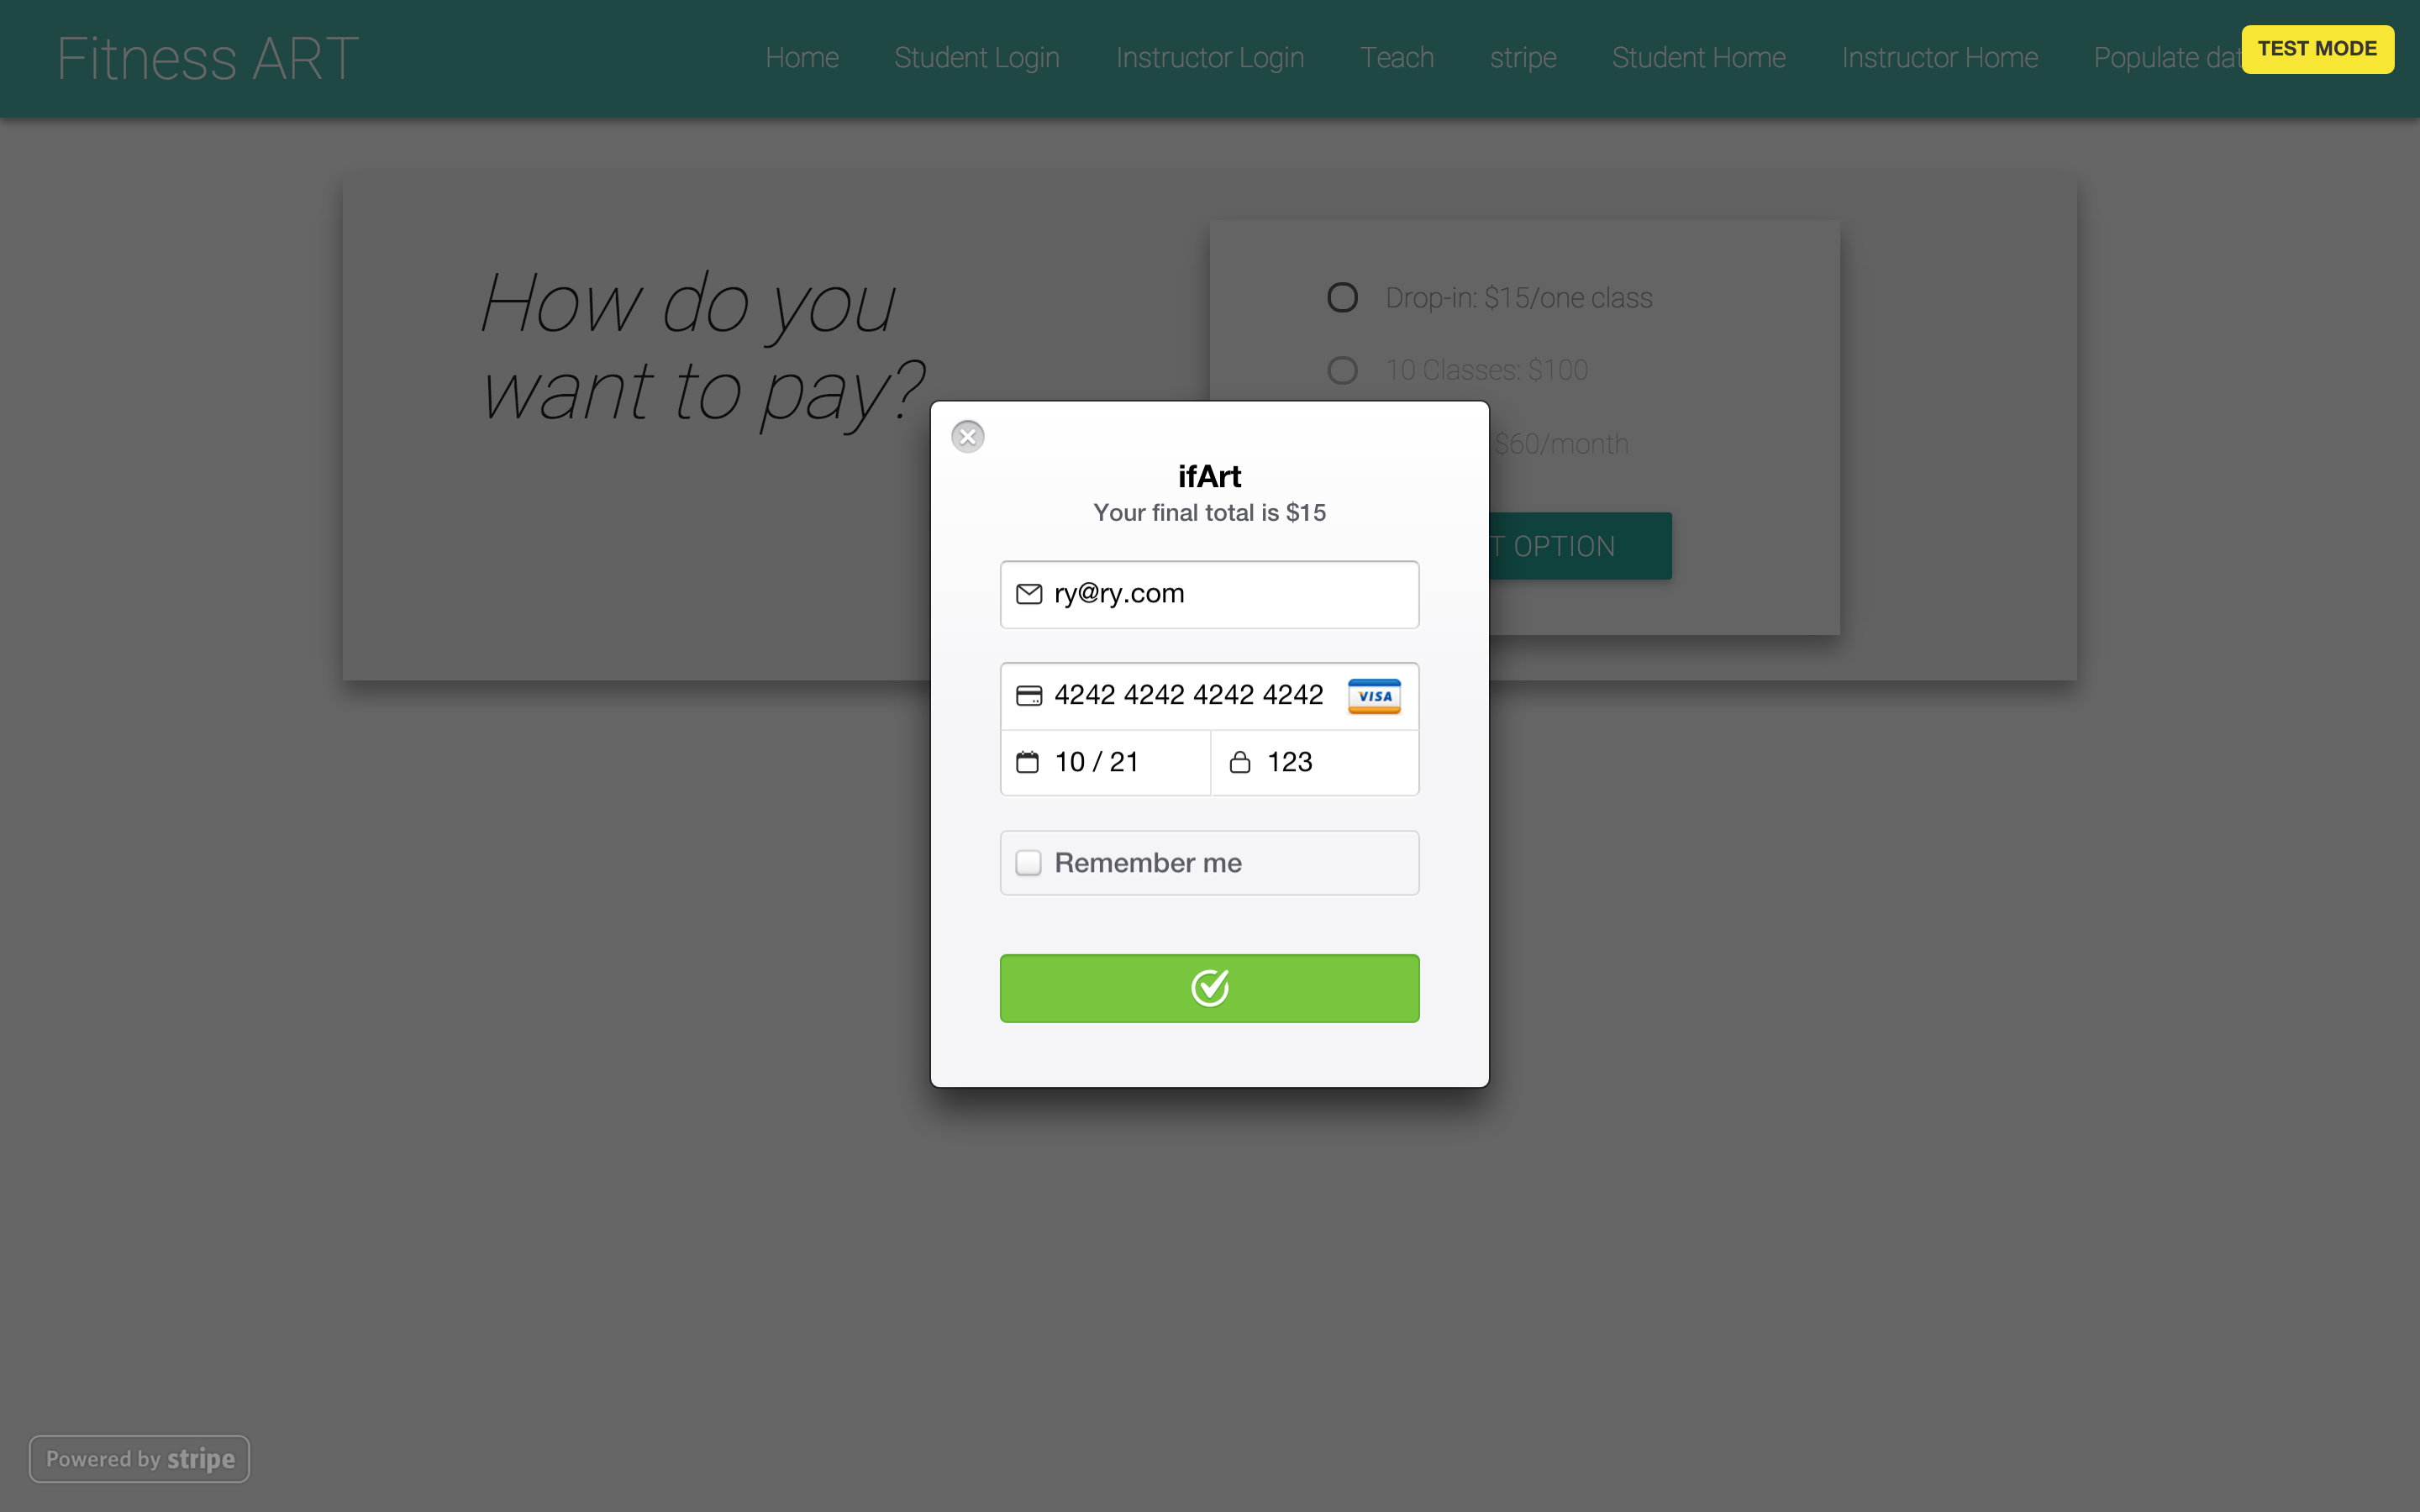 Fitness ART
Home Student Login Instructor Login Teach stripe Student Home Instructor Home Populate dat
TEST MODE
How do you
want to pay?
Drop-in: $15/one class
10 Classes: $100
$60/month
T OPTION
ifArt
Your final total is $15
ry@ry.com
4242 4242 4242 4242 VISA
10 / 21 123
Remember me
Powered by stripe